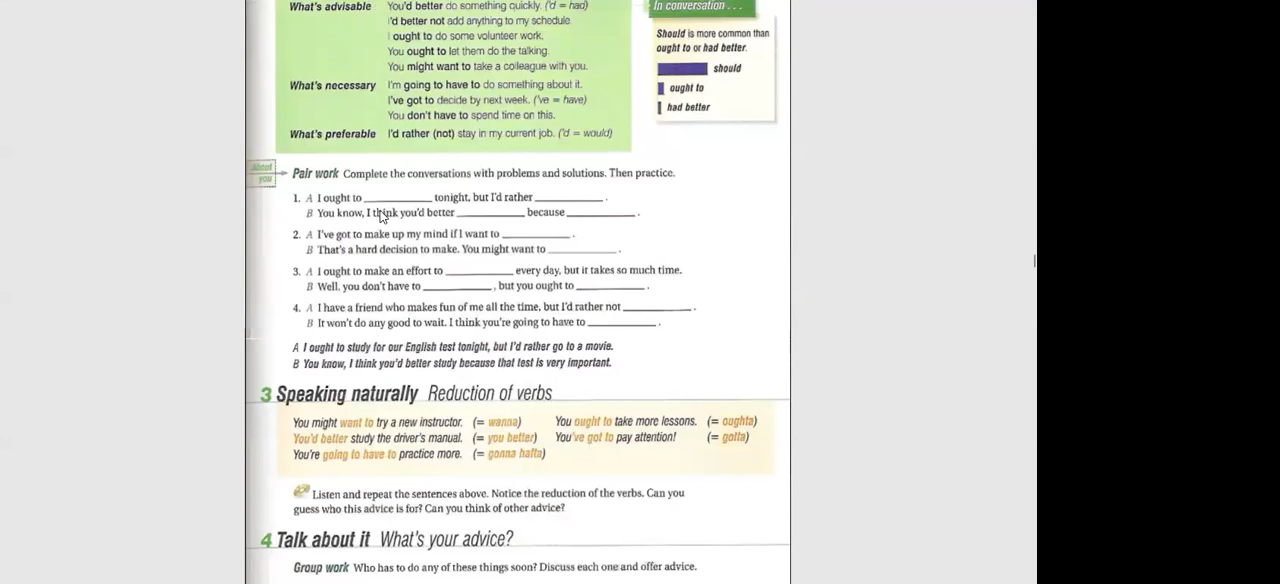 What's advisable You'd better do something quickly. ('d = had)
I'd better not add anything to my schedule.
I ought to do some volunteer work.
You ought to let them do the talking.
You might want to take a colleague with you.
What's necessary I'm going to have to do something about it.
I've got to decide by next week. ('ve = have)
You don't have to spend time on this.
What's preferable I'd rather (not) stay in my current job. ('d = would)
In conversation . . .
Should is more common than
ought to or had better.
should
ought to
had better
About
you
Pair work Complete the conversations with problems and solutions. Then practice.
1. A I ought to ____________ tonight, but I'd rather ____________ .
B You know, I think you'd better ____________ because ____________ .
2. A I've got to make up my mind if I want to ____________ .
B That's a hard decision to make. You might want to ____________ .
3. A I ought to make an effort to ____________ every day, but it takes so much time.
B Well, you don't have to ____________ , but you ought to ____________ .
4. A I have a friend who makes fun of me all the time, but I'd rather not ____________ .
B It won't do any good to wait. I think you're going to have to ____________ .
A I ought to study for our English test tonight, but I'd rather go to a movie.
B You know, I think you'd better study because that test is very important.
3 Speaking naturally Reduction of verbs
You might want to try a new instructor. (= wanna) You ought to take more lessons. (= oughta)
You'd better study the driver's manual. (= you better) You've got to pay attention! (= gotta)
You're going to have to practice more. (= gonna hafta)
Listen and repeat the sentences above. Notice the reduction of the verbs. Can you
guess who this advice is for? Can you think of other advice?
4 Talk about it What's your advice?
Group work Who has to do any of these things soon? Discuss each one and offer advice.